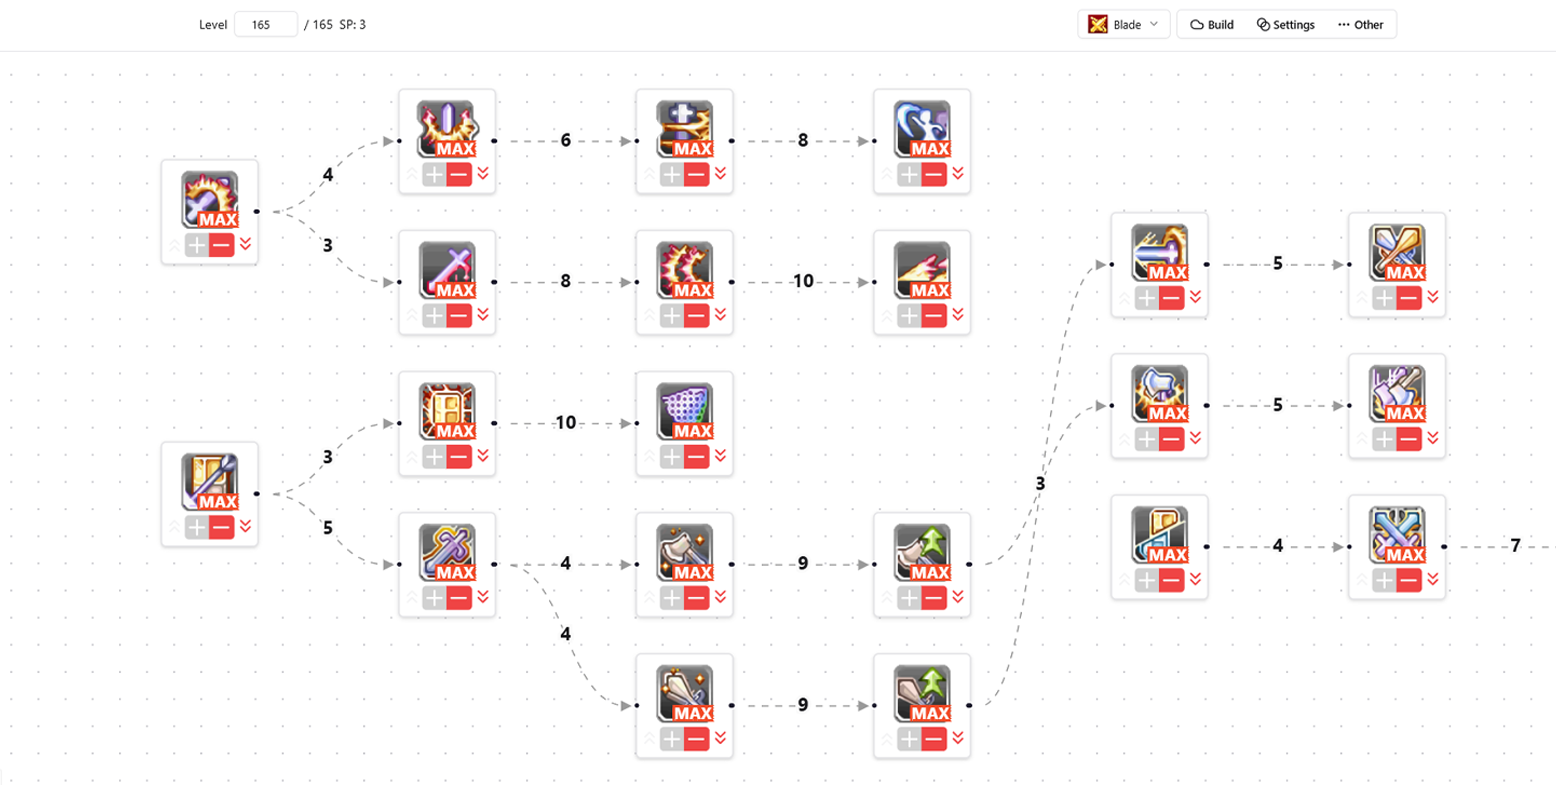 Level 165 / 165 SP: 3 Blade Build Settings Other
MAX 6 MAX 8 MAX
4
MAX
3
MAX 8 MAX 10 MAX
MAX 5 MAX
MAX 10 MAX
3
MAX 5 MAX
MAX
5
3
MAX 4 MAX 9 MAX
MAX 4 MAX 7
4
MAX 9 MAX